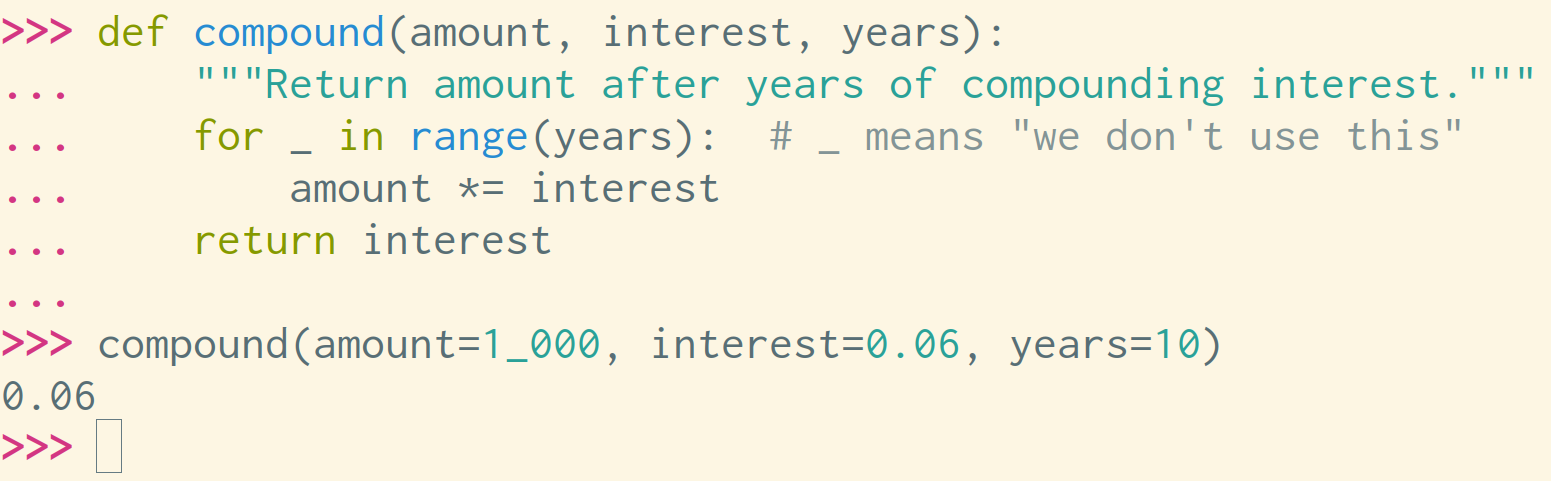 >>> def compound(amount, interest, years):
...     """Return amount after years of compounding interest."""
...     for _ in range(years):  # _ means "we don't use this"
...         amount *= interest
...     return interest
...
>>> compound(amount=1_000, interest=0.06, years=10)
0.06
>>>